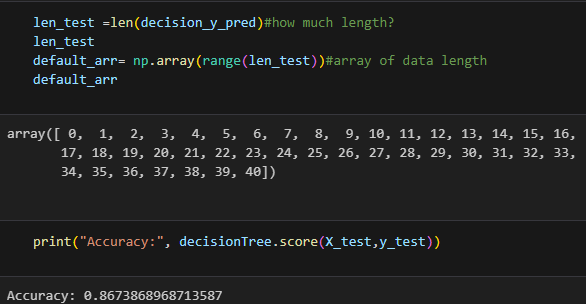 len_test =len(decision_y_pred)#how much length?
len_test
default_arr= np.array(range(len_test))#array of data length
default_arr
array([ 0,  1,  2,  3,  4,  5,  6,  7,  8,  9, 10, 11, 12, 13, 14, 15, 16,
       17, 18, 19, 20, 21, 22, 23, 24, 25, 26, 27, 28, 29, 30, 31, 32, 33,
       34, 35, 36, 37, 38, 39, 40])
print("Accuracy:", decisionTree.score(X_test,y_test))
Accuracy: 0.8673868968713587